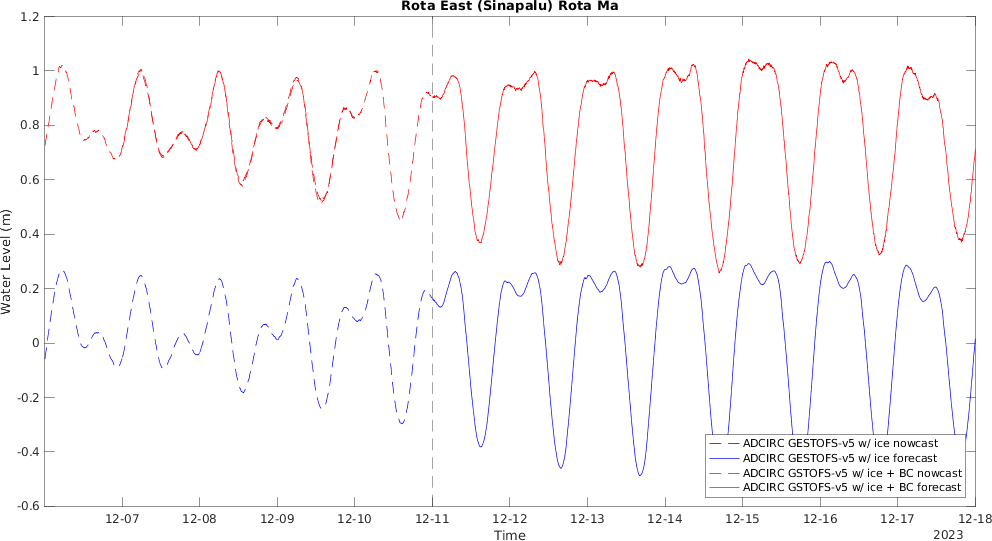 Rota East (Sinapalu) Rota Ma
1.2
1
0.8
0.6
0.4
0.2
0
-0.2
-0.4
-0.6
Water Level (m)
ADCIRC GESTOFS-v5 w/ ice nowcast
ADCIRC GESTOFS-v5 w/ ice forecast
ADCIRC GSTOFS-v5 w/ ice + BC nowcast
ADCIRC GSTOFS-v5 w/ ice + BC forecast
12-07 12-08 12-09 12-10 12-11 12-12 12-13 12-14 12-15 12-16 12-17 12-18
Time
2023